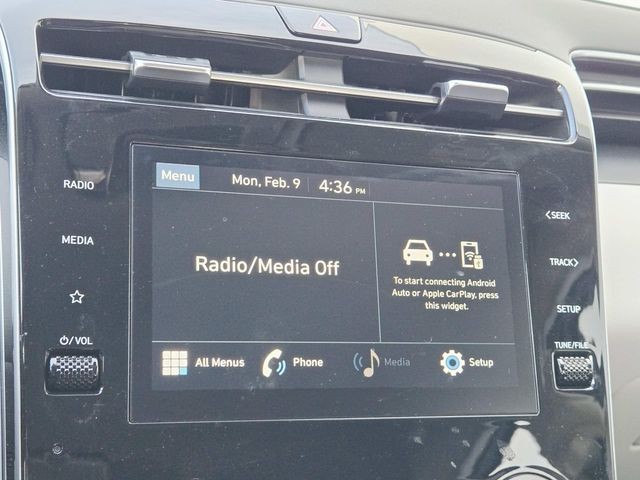 Menu Mon, Feb. 9 4:36 PM
RADIO
MEDIA
/VOL
Radio/Media Off
To start connecting Android
Auto or Apple CarPlay, press
this widget.
All Menus Phone Media Setup
<SEEK
TRACK>
SETUP
TUNE/FILE